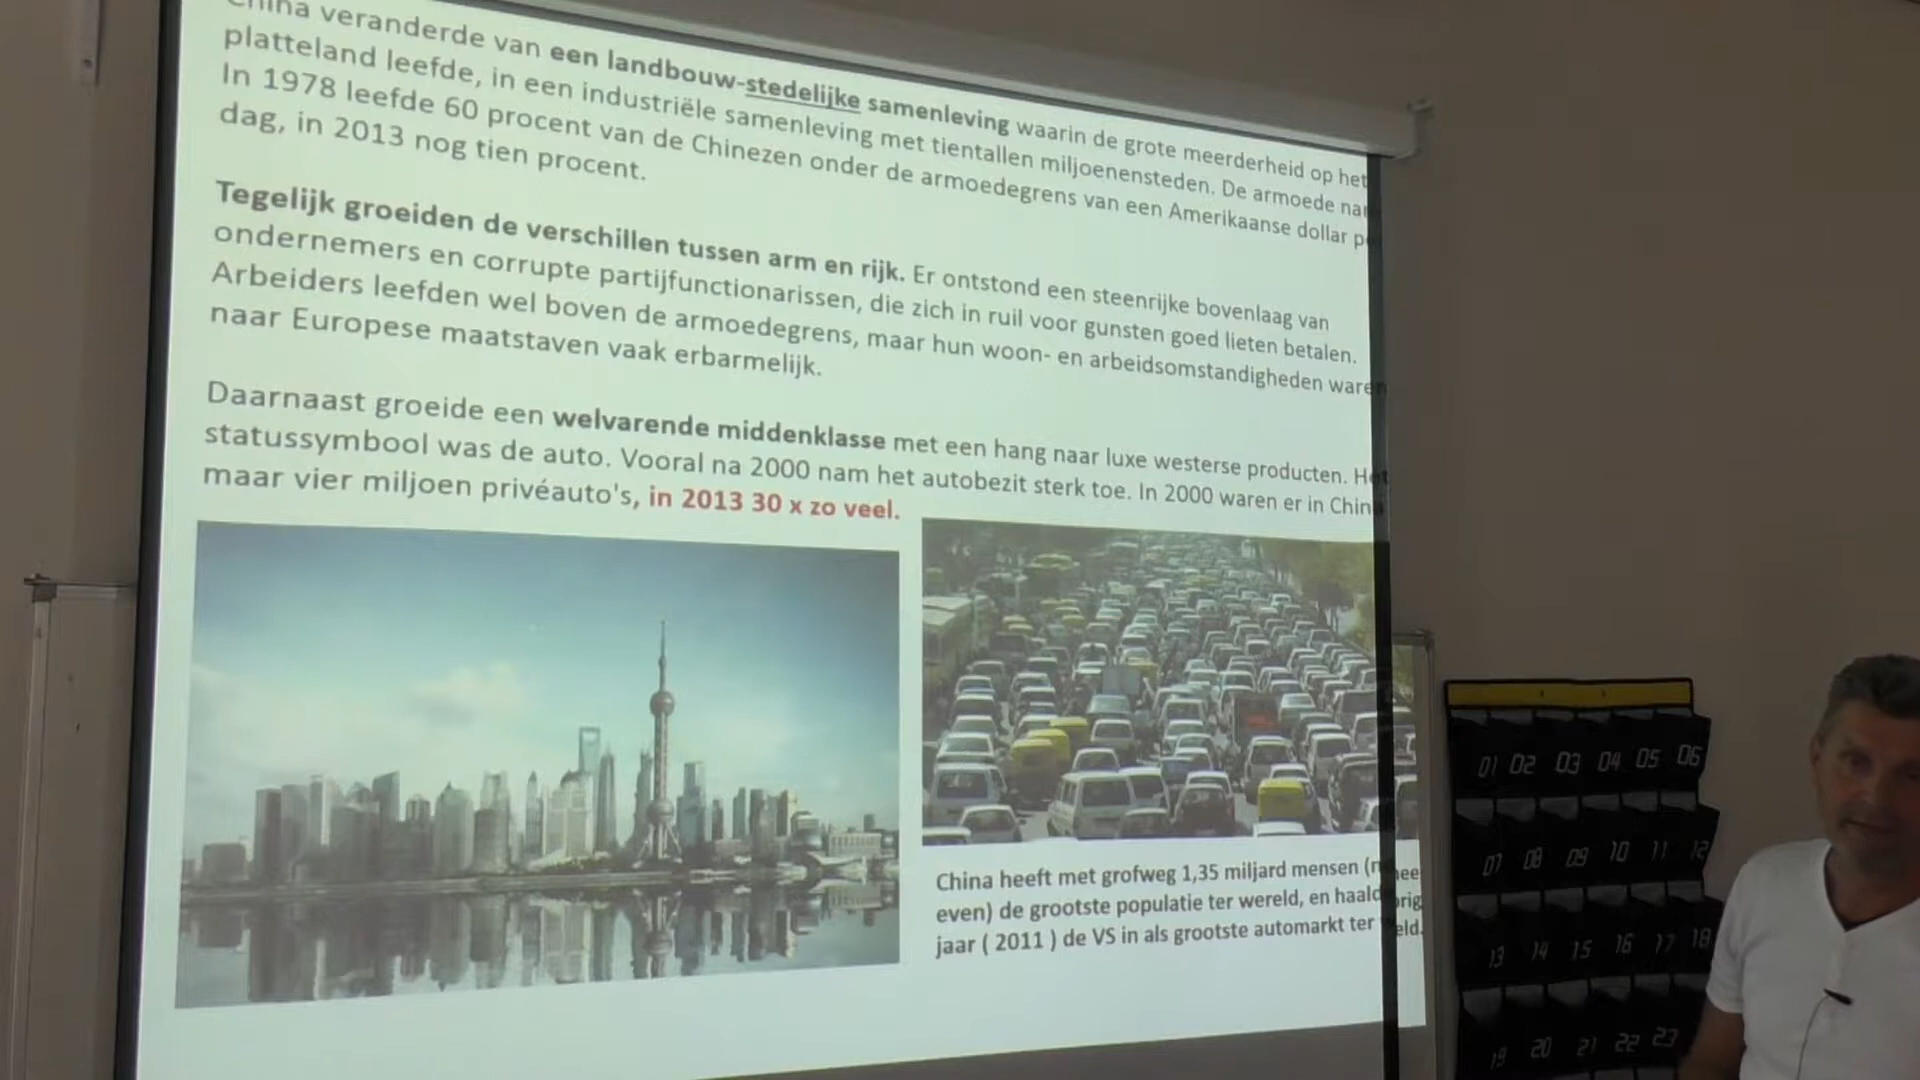 China veranderde van een landbouw-stedelijke samenleving waarin de grote meerderheid op het
platteland leefde, in een industriële samenleving met tientallen miljoenensteden. De armoede
In 1978 leefde 60 procent van de Chinezen onder de armoedegrens van een Amerikaanse dollar
dag, in 2013 nog tien procent.
Tegelijk groeiden de verschillen tussen arm en rijk. Er ontstond een steenrijke bovenlaag van
ondernemers en corrupte partijfunctionarissen, die zich in ruil voor gunsten goed lieten betalen.
Arbeiders leefden wel boven de armoedegrens, maar hun woon- en arbeidsomstandigheden waren
naar Europese maatstaven vaak erbarmelijk.
Daarnaast groeide een welvarende middenklasse met een hang naar luxe westerse producten. Het
statussymbool was de auto. Vooral na 2000 nam het autobezit sterk toe. In 2000 waren er in China
maar vier miljoen privéauto's, in 2013 30 x zo veel.
China heeft met grofweg 1,35 miljard mensen
even) de grootste populatie ter wereld, en haald
jaar ( 2011 ) de VS in als grootste automarkt ter
01 02 03 04 05 06
07 08 09 10 11 12
13 14 15 16 17 18
19 20 21 22 23